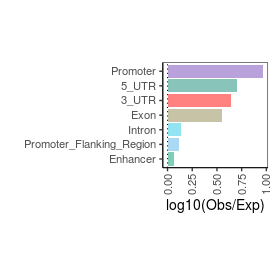 Promoter
5_UTR
3_UTR
Exon
Intron
Promoter_Flanking_Region
Enhancer
0.00
0.25
0.50
0.75
1.00
log10(Obs/Exp)